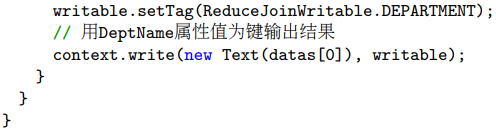 writable.setTag(ReduceJoinWritable.DEPARTMENT);
// 用DeptName属性值为键输出结果
context.write(new Text(datas[0]), writable);
}
}
}